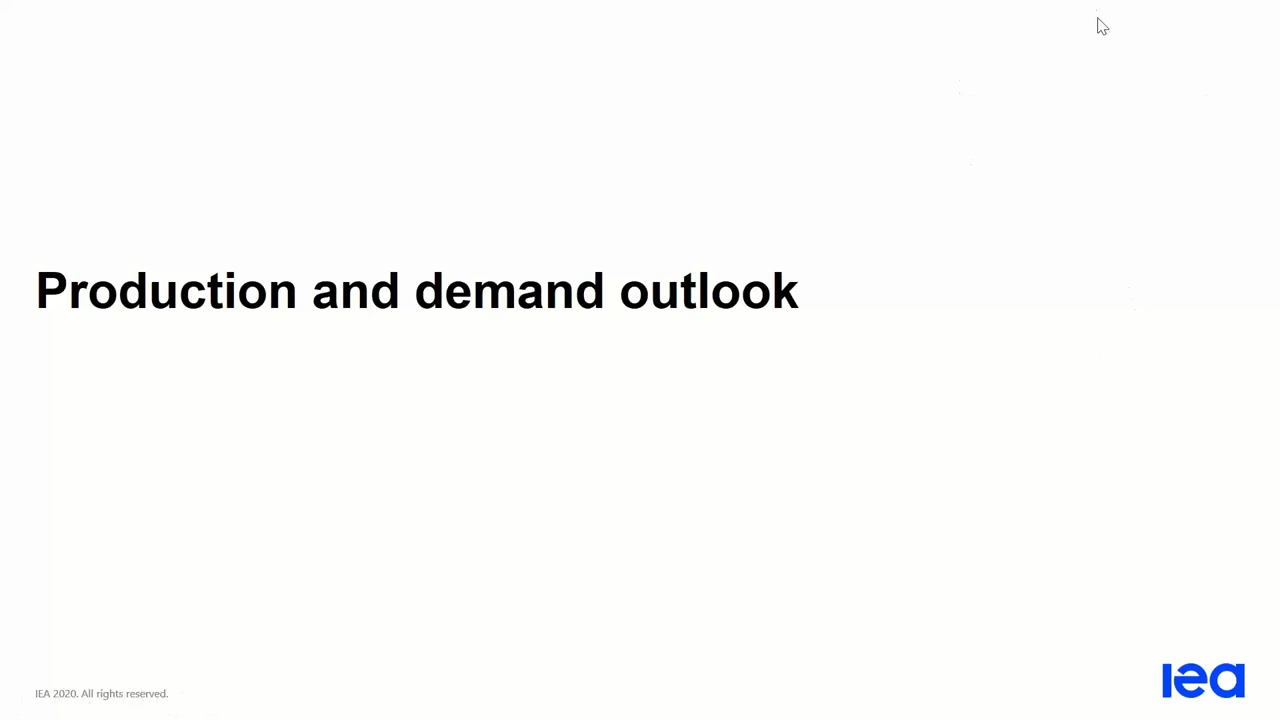 Production and demand outlook
IEA 2020. All rights reserved.
iea